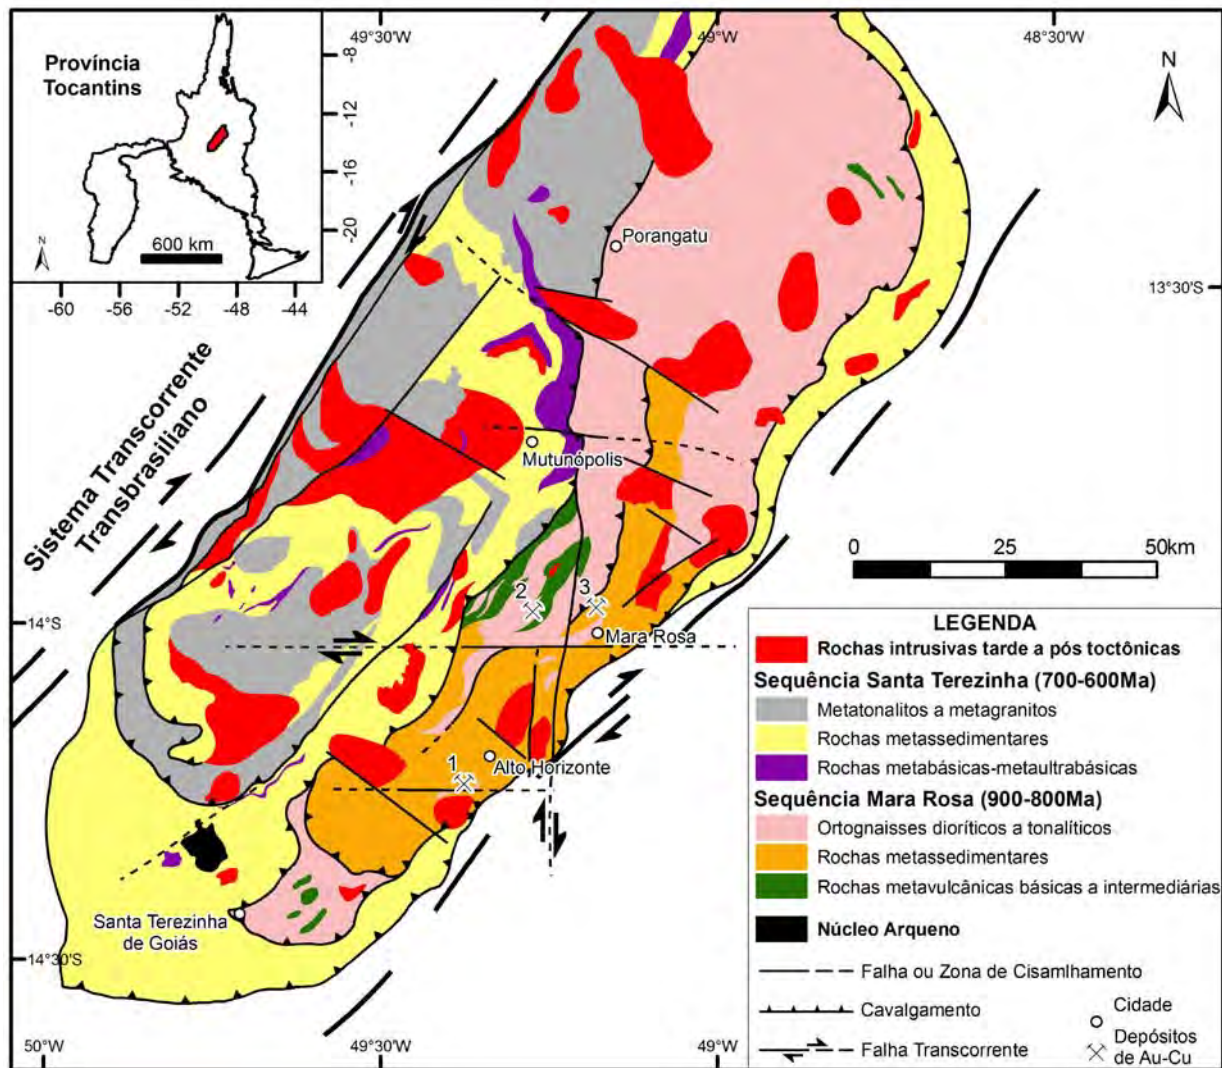 49°30'W
49°W
48°30'W
Província
Tocantins
N
600 km
-8
-12
-16
-20
-60
-56
-52
-48
-44
N
13°30'S
14°S
14°30'S
Sistema Transcorrente
Transbrasiliano
Porangatu
Mutunópolis
2
3
Mara Rosa
1
Alto Horizonte
Santa Terezinha
de Goiás
0
25
50km
LEGENDA
Rochas intrusivas tarde a pós toctônicas
Sequência Santa Terezinha (700-600Ma)
Metatonalitos a metagranitos
Rochas metassedimentares
Rochas metabásicas-metaultrabásicas
Sequência Mara Rosa (900-800Ma)
Ortognaisses dioríticos a tonalíticos
Rochas metassedimentares
Rochas metavulcânicas básicas a intermediárias
Núcleo Arqueno
Falha ou Zona de Cisamlhamento
Cavalgamento
Falha Transcorrente
Cidade
Depósitos
de Au-Cu
50°W
49°30'W
49°W